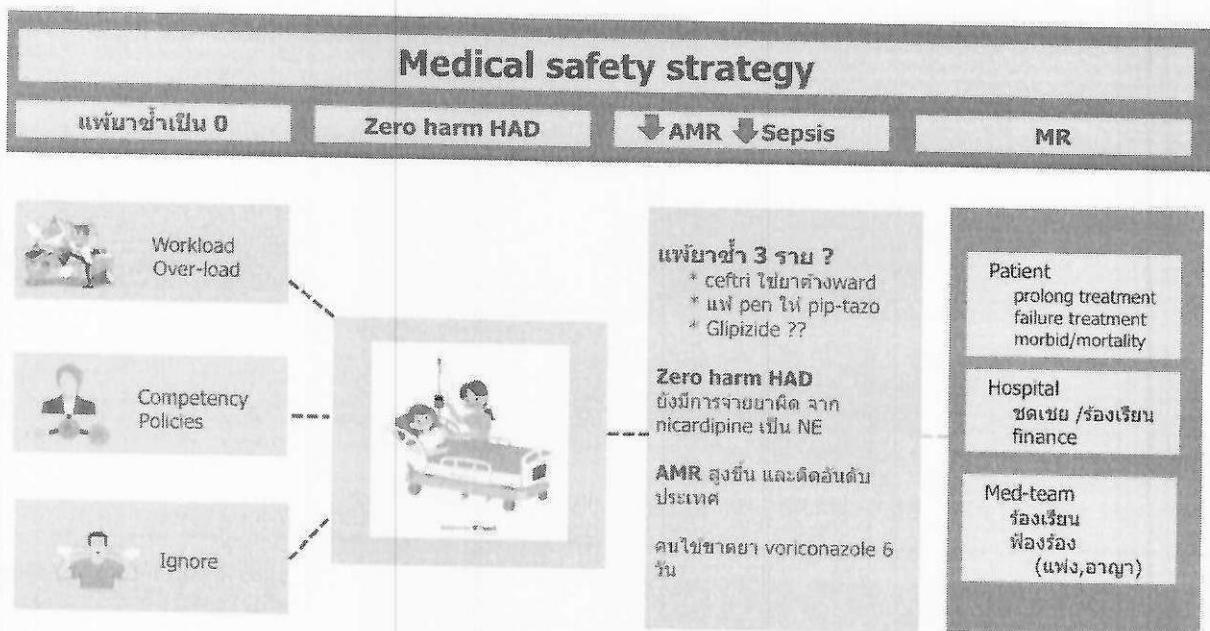 Medical safety strategy
แพ้ยาซ้ำเป็น 0
Zero harm HAD
AMR Sepsis
MR
Workload
Over-load
Competency
Policies
Ignore
แพ้ยาซ้ำ 3 ราย ?
* ceftri ใช้ยาต่างward
* แพ้ pen ให้ pip-tazo
* Glipizide ??
Zero harm HAD
ยังมีการจ่ายยาผิด จาก
nicardipine เป็น NE
AMR สูงขึ้น และติดอันดับ
ประเทศ
คนไข้ขาดยา voriconazole 6
วัน
Patient
prolong treatment
failure treatment
morbid/mortality
Hospital
ชดเชย /ร้องเรียน
finance
Med-team
ร้องเรียน
ฟ้องร้อง
(แพ่ง,อาญา)